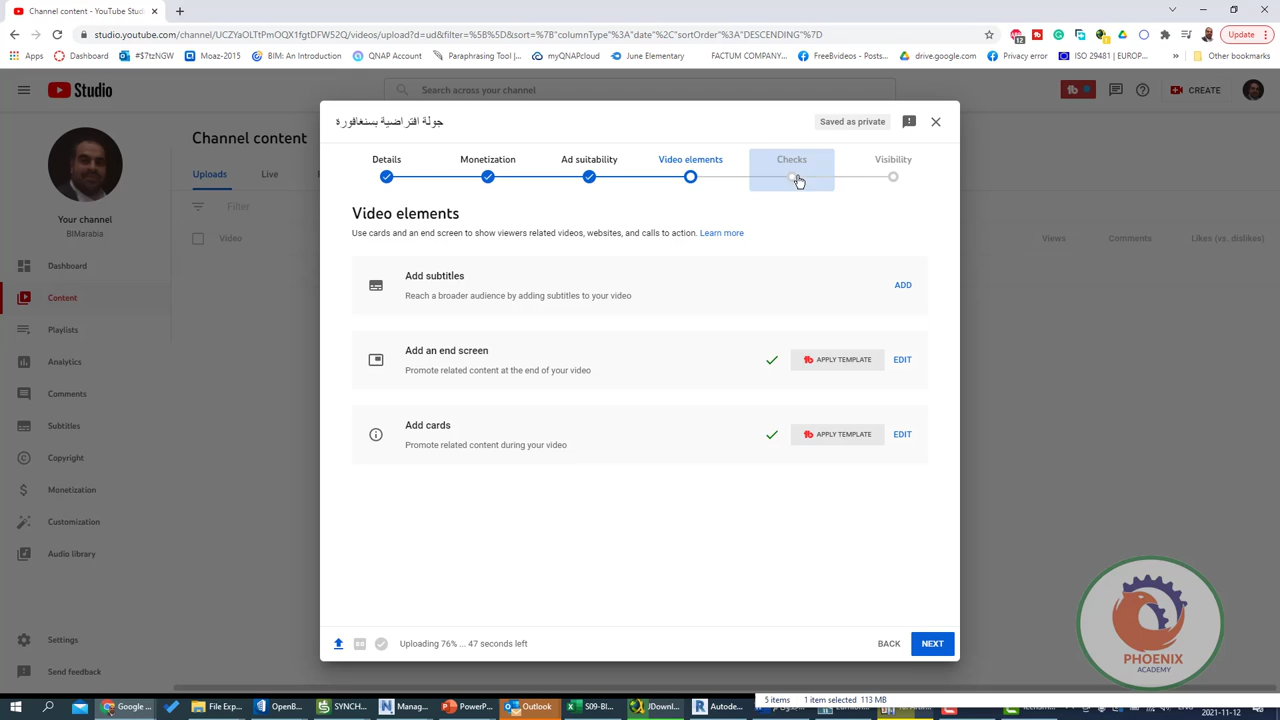 Channel content - YouTube Studio
studio.youtube.com/channel/UCZYaOLTtPmOQX1fgtDFW52Q/videos/upload?d=ud&filter=%5B%5D&sort=%7B"columnType"%3A"date"%2C"sortOrder"%3A"DESCENDING"%7D
Update
Apps
Dashboard
#$7tzNGW
Moaz-2015
BIM: An Introduction
QNAP Account
Paraphrasing Tool |...
myQNAPcloud
June Elementary
FACTUM COMPANY...
FreeBvideos - Posts...
drive.google.com
Privacy error
ISO 29481 | EUROP...
Other bookmarks
Studio
Search across your channel
CREATE
جولة افتراضية بسنغافورة
Saved as private
Channel content
Uploads
Live
Filter
Video
Views
Comments
Likes (vs. dislikes)
Your channel
BIMarabia
Dashboard
Content
Playlists
Analytics
Comments
Subtitles
Copyright
Monetization
Customization
Audio library
Settings
Send feedback
Details
Monetization
Ad suitability
Video elements
Checks
Visibility
Video elements
Use cards and an end screen to show viewers related videos, websites, and calls to action. Learn more
Add subtitles
Reach a broader audience by adding subtitles to your video
ADD
Add an end screen
Promote related content at the end of your video
APPLY TEMPLATE
EDIT
Add cards
Promote related content during your video
APPLY TEMPLATE
EDIT
Uploading 76% ... 47 seconds left
BACK
NEXT
PHOENIX
ACADEMY
5 items
1 item selected 113 MB
File Exp...
Outlook
Manag...
PowerP...
S09-BI...
Downl...
Autode...
2021-11-12